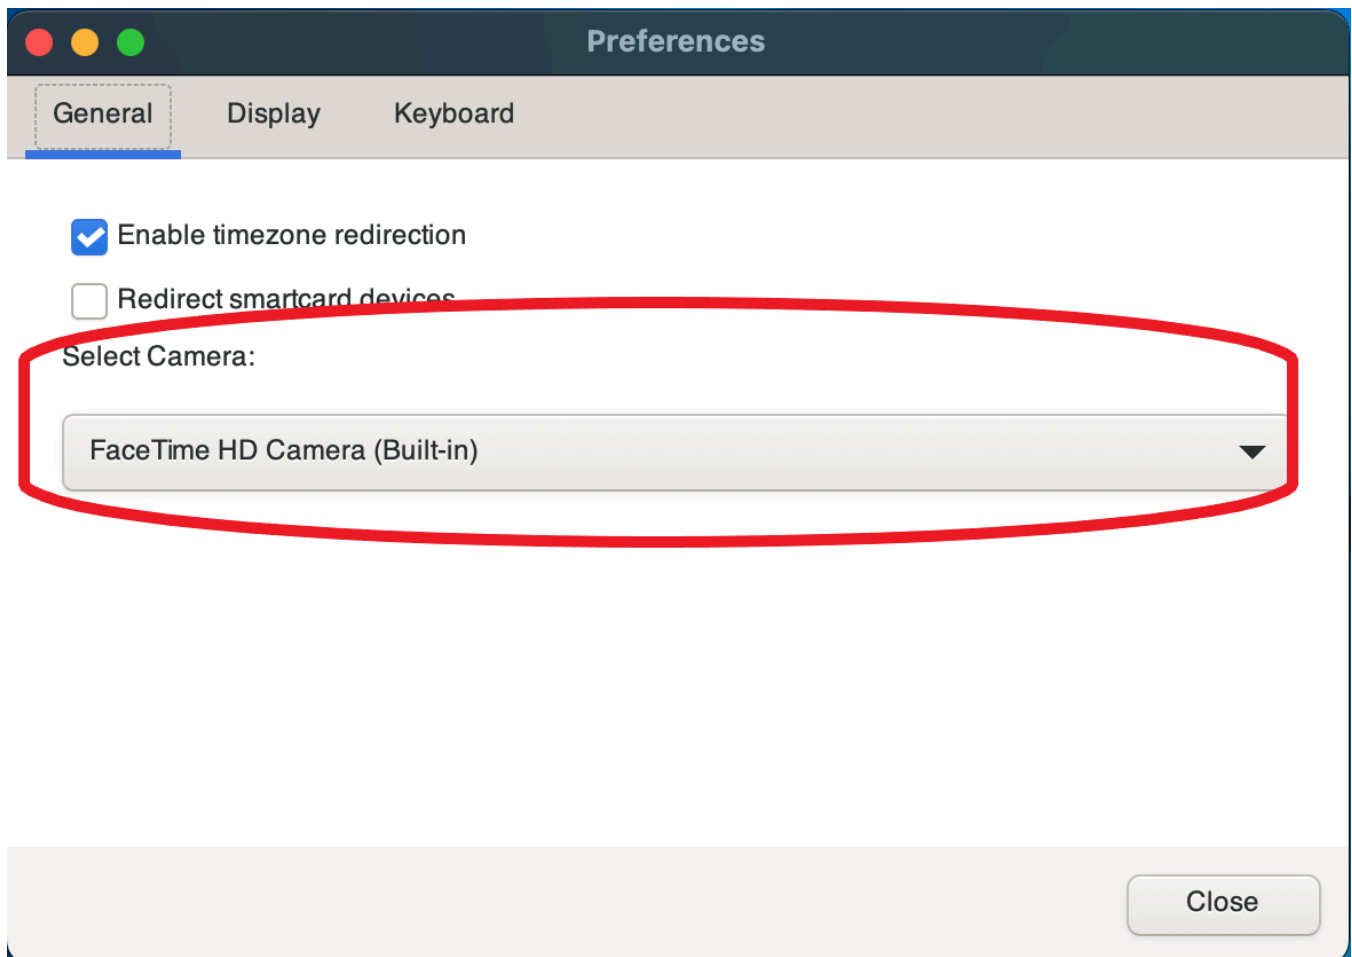 Preferences
General Display Keyboard
Enable timezone redirection
Redirect smartcard devices
Select Camera:
FaceTime HD Camera (Built-in)
Close